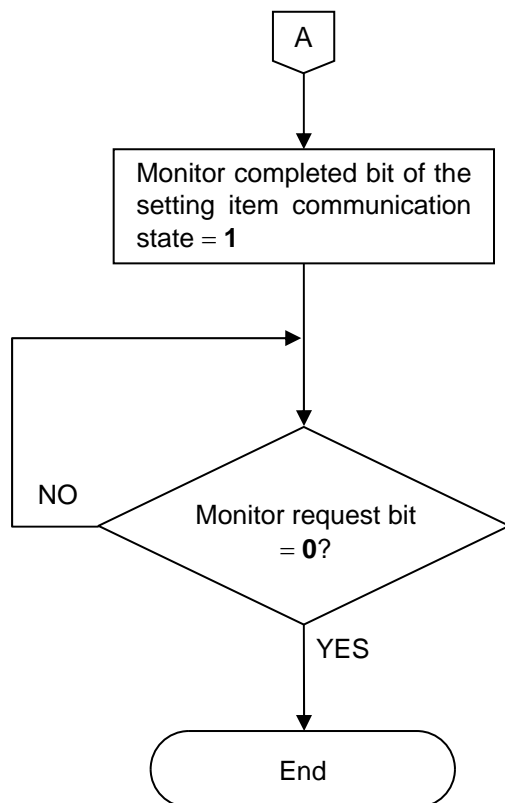 A
Monitor completed bit of the
setting item communication
state = 1
NO
Monitor request bit
= 0?
YES
End